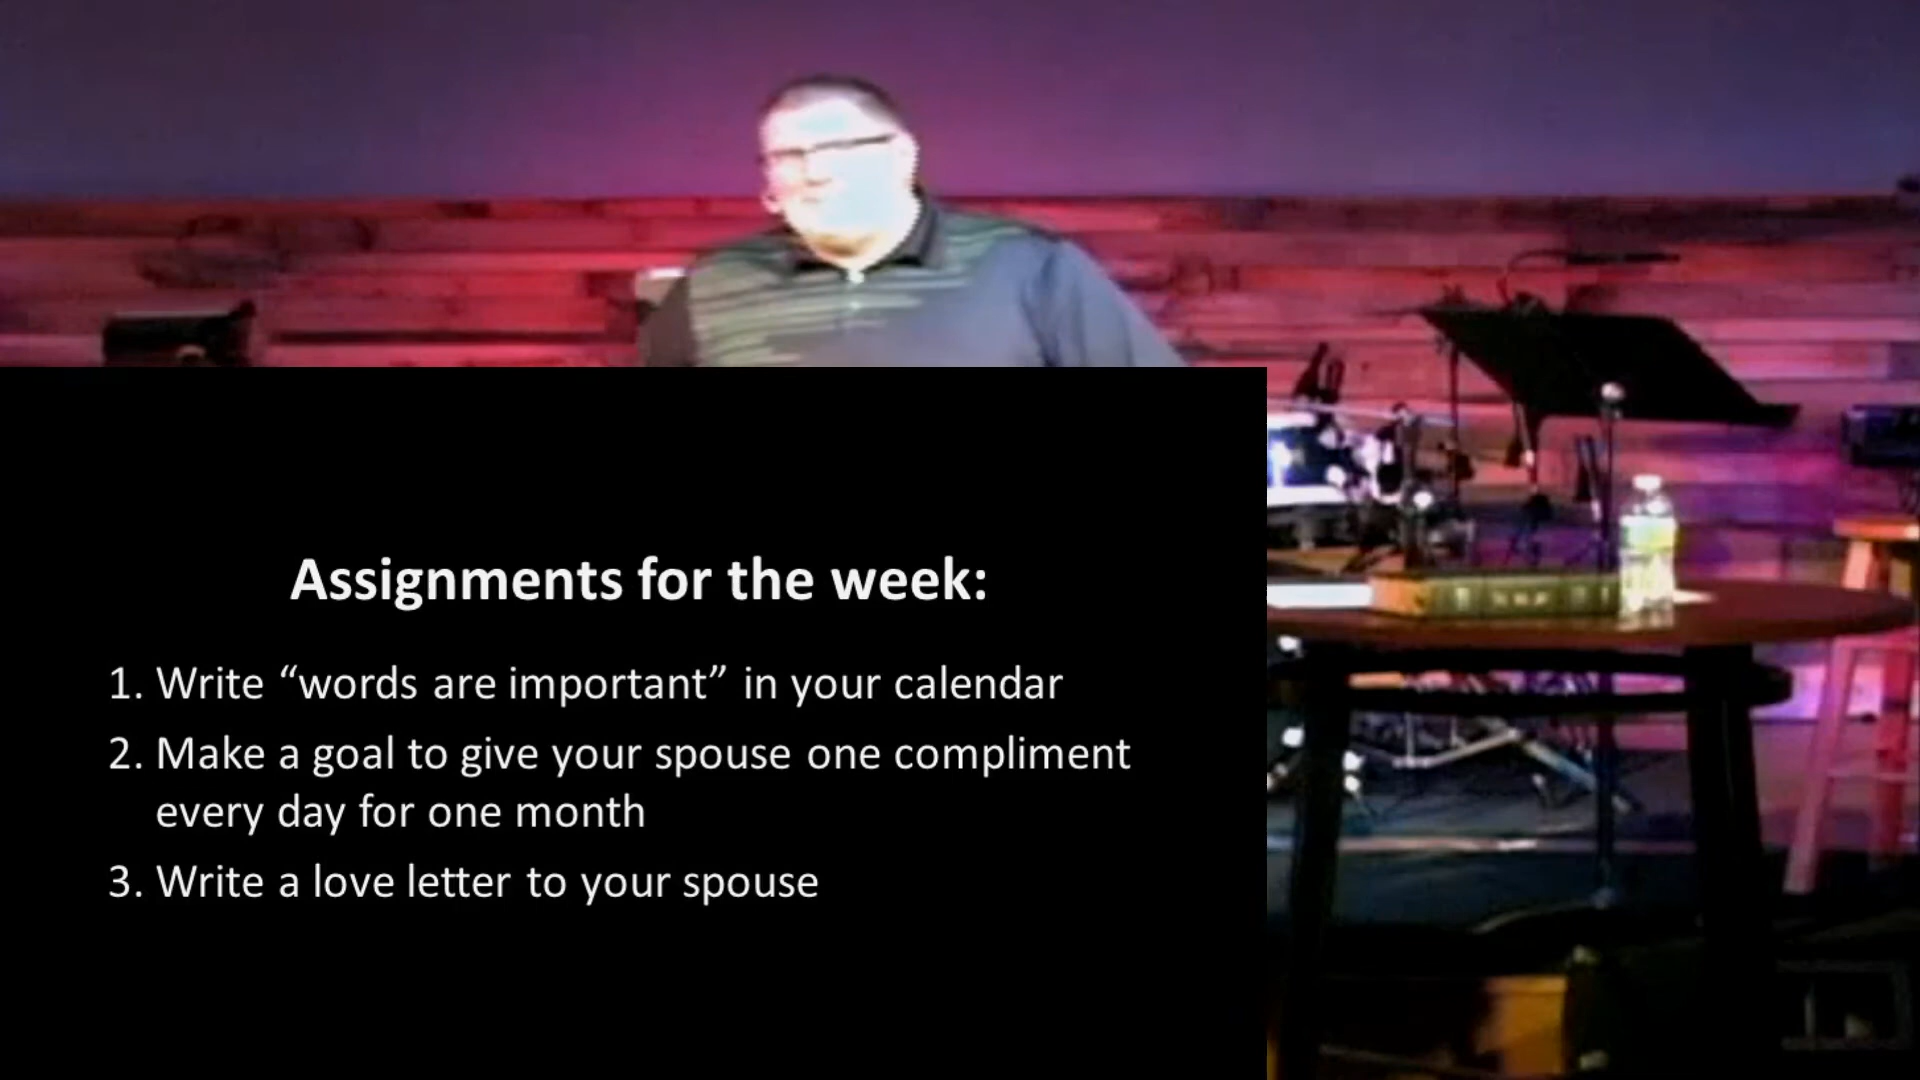 Assignments for the week:
1. Write “words are important” in your calendar
2. Make a goal to give your spouse one compliment
every day for one month
3. Write a love letter to your spouse